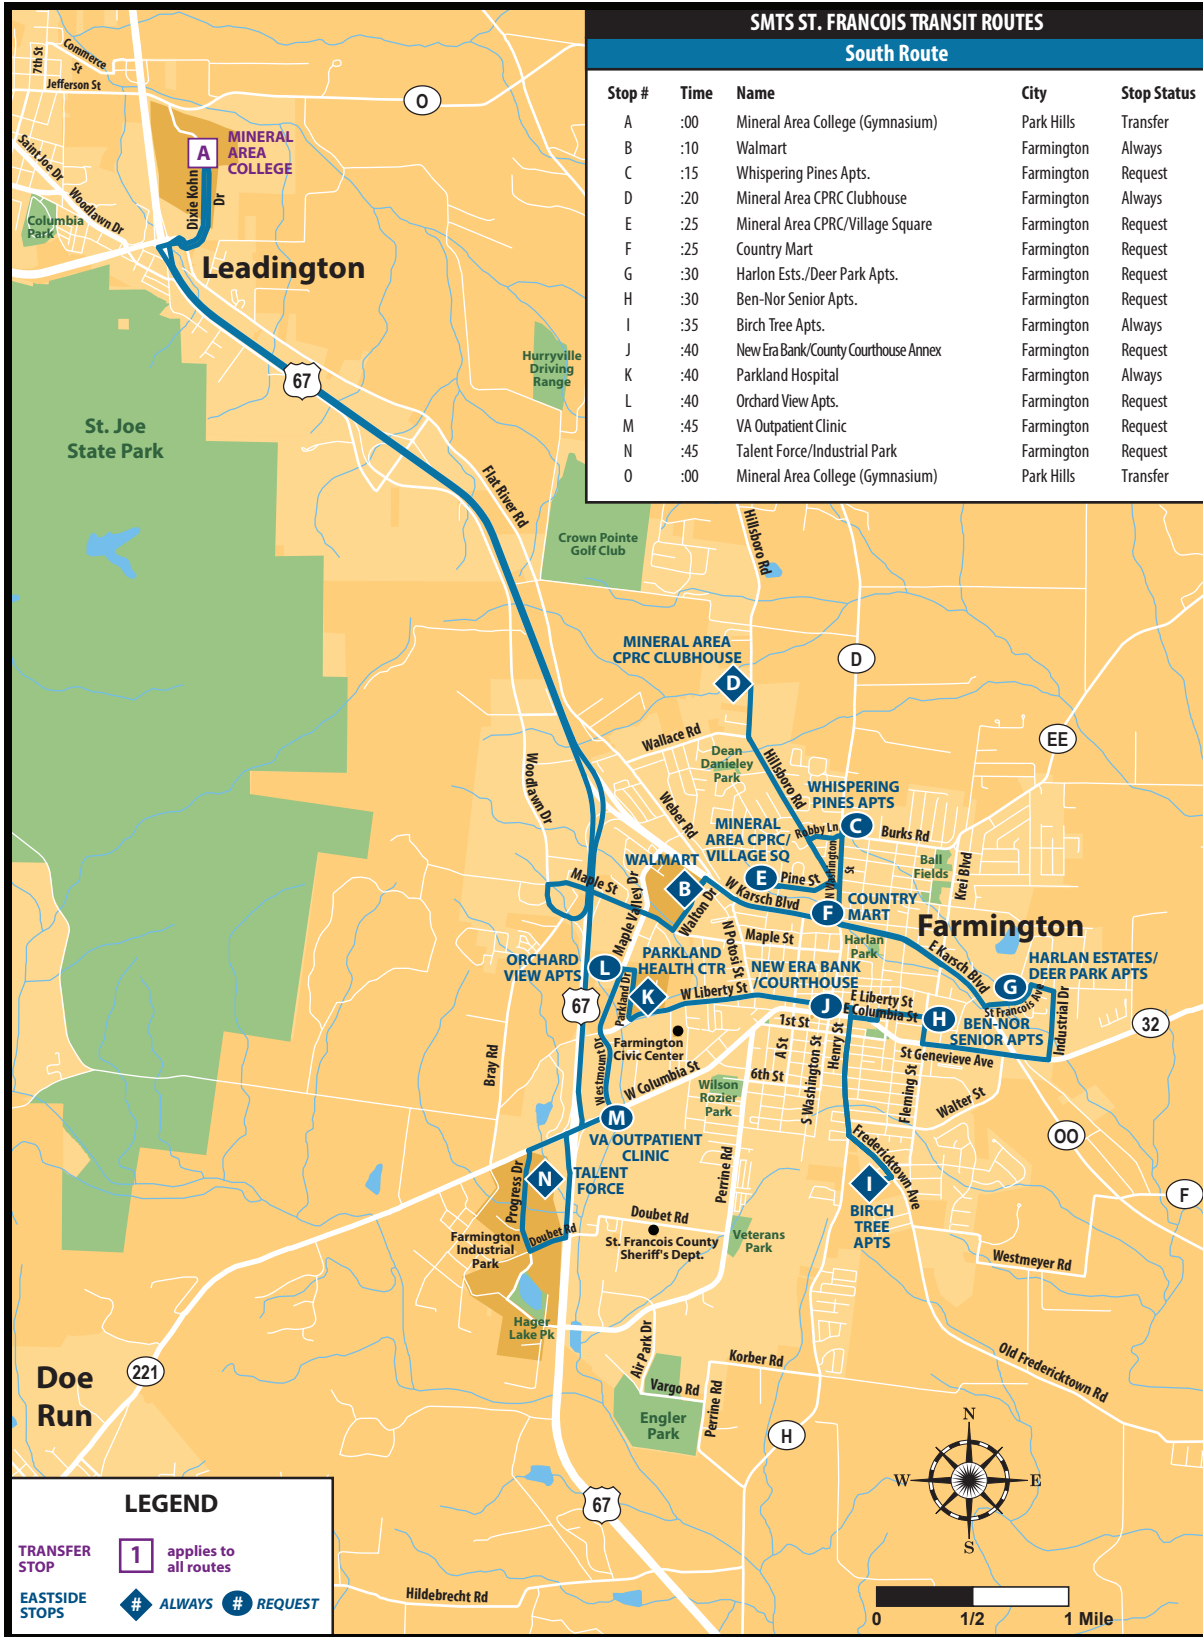 SMTS ST. FRANCOIS TRANSIT ROUTES
South Route
Stop # Time Name City Stop Status
A :00 Mineral Area College (Gymnasium) Park Hills Transfer
B :10 Walmart Farmington Always
C :15 Whispering Pines Apts. Farmington Request
D :20 Mineral Area CPRC Clubhouse Farmington Always
E :25 Mineral Area CPRC/Village Square Farmington Request
F :25 Country Mart Farmington Request
G :30 Harlon Ests./Deer Park Apts. Farmington Request
H :30 Ben-Nor Senior Apts. Farmington Request
I :35 Birch Tree Apts. Farmington Always
J :40 New Era Bank/County Courthouse Annex Farmington Request
K :40 Parkland Hospital Farmington Always
L :40 Orchard View Apts. Farmington Request
M :45 VA Outpatient Clinic Farmington Request
N :45 Talent Force/Industrial Park Farmington Request
O :00 Mineral Area College (Gymnasium) Park Hills Transfer
7th St
Commerce
St
Jefferson St
O
Saint Joe Dr
Woodlawn Dr
Columbia
Park
A
MINERAL
AREA
COLLEGE
Dixie Kohn
Dr
Leadington
67
Hurryville
Driving
Range
St. Joe
State Park
Flat River Rd
Crown Pointe
Golf Club
Hillsboro Rd
MINERAL AREA
CPRC CLUBHOUSE
D
D
EE
Wallace Rd
Dean
Danieley
Park
Hillsboro Rd
Woodlawn Dr
Weber Rd
WHISPERING
PINES APTS
C
Robby Ln
Burks Rd
MINERAL
AREA CPRC/
VILLAGE SQ
E
Pine St
N Washington
St
Ball
Fields
Krei Blvd
WALMART
B
Maple St
Maple Valley Dr
Walton Dr
W Karsch Blvd
F
COUNTRY
MART
Farmington
N Potosi St
Maple St
Harlan
Park
E Karsch Blvd
HARLAN ESTATES/
DEER PARK APTS
G
St Francois Ave
Industrial Dr
ORCHARD
VIEW APTS
L
PARKLAND
HEALTH CTR
K
Parkland Dr
W Liberty St
NEW ERA BANK
/COURTHOUSE
J
E Liberty St
E Columbia St
H
BEN-NOR
SENIOR APTS
32
67
Farmington
Civic Center
1st St
A St
Henry St
St Genevieve Ave
Bray Rd
Westmount Dr
W Columbia St
6th St
S Washington St
Fleming St
Walter St
Wilson
Rozier
Park
M
VA OUTPATIENT
CLINIC
OO
Fredericktown Ave
N
TALENT
FORCE
Progress Dr
Perrine Rd
I
BIRCH
TREE
APTS
F
Doubet Rd
Doubet Rd
Farmington
Industrial
Park
St. Francois County
Sheriff's Dept.
Veterans
Park
Westmeyer Rd
Hager
Lake Pk
Air Park Dr
Korber Rd
Old Fredericktown Rd
Doe
Run
221
Vargo Rd
Perrine Rd
Engler
Park
H
67
Hildebrecht Rd
N
W
E
S
LEGEND
TRANSFER
STOP
1
applies to
all routes
EASTSIDE
STOPS
# ALWAYS # REQUEST
0 1/2 1 Mile